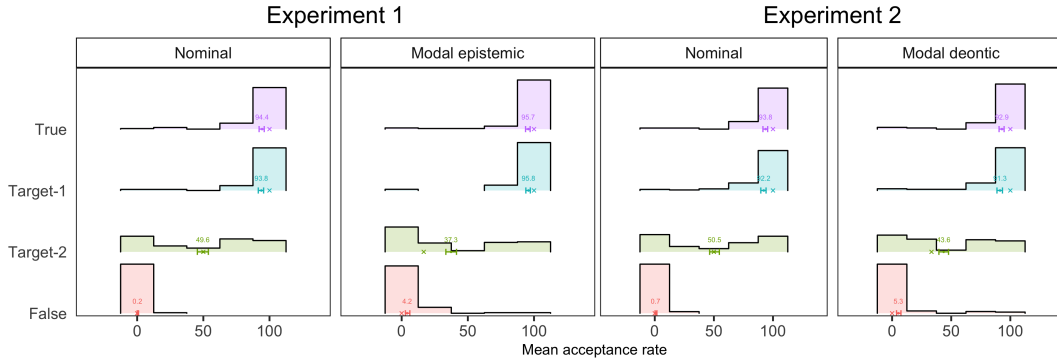 Experiment 1
Experiment 2
Nominal
Modal epistemic
Nominal
Modal deontic
True
94.4
95.7
93.8
92.9
Target-1
93.8
95.8
92.2
91.3
Target-2
49.6
37.3
50.5
43.6
False
0.2
4.2
0.7
5.3
0
50
100
0
50
100
0
50
100
0
50
100
Mean acceptance rate